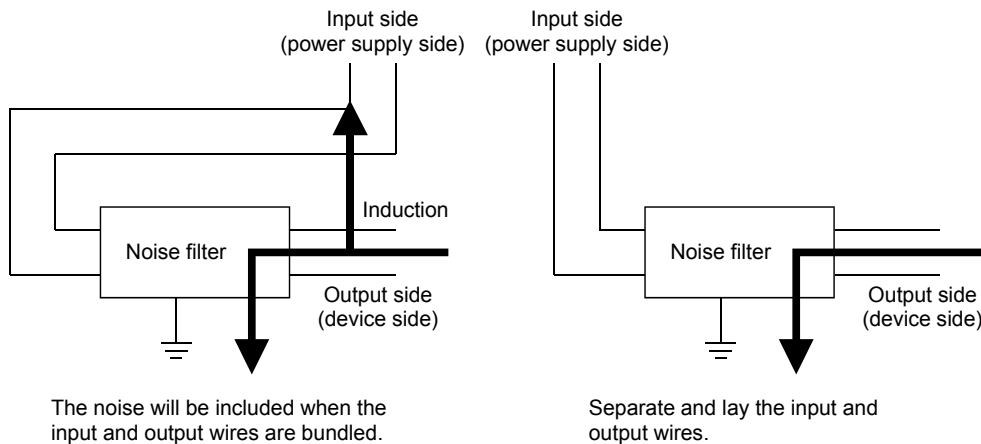 Input side
(power supply side)
Induction
Noise filter
Output side
(device side)
The noise will be included when the
input and output wires are bundled.
Input side
(power supply side)
Noise filter
Output side
(device side)
Separate and lay the input and
output wires.